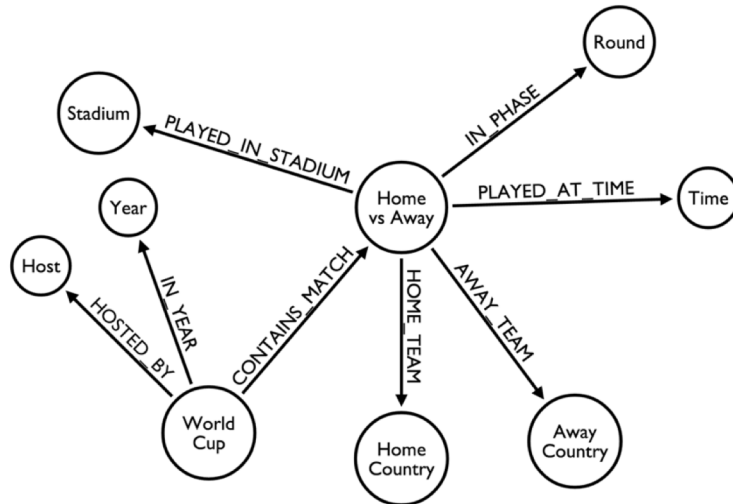 Round
Stadium
IN_PHASE
PLAYED_IN_STADIUM
Home
vs Away
PLAYED_AT_TIME
Time
Year
Host
IN_YEAR
HOSTED_BY
CONTAINS_MATCH
HOME_TEAM
AWAY_TEAM
World
Cup
Home
Country
Away
Country